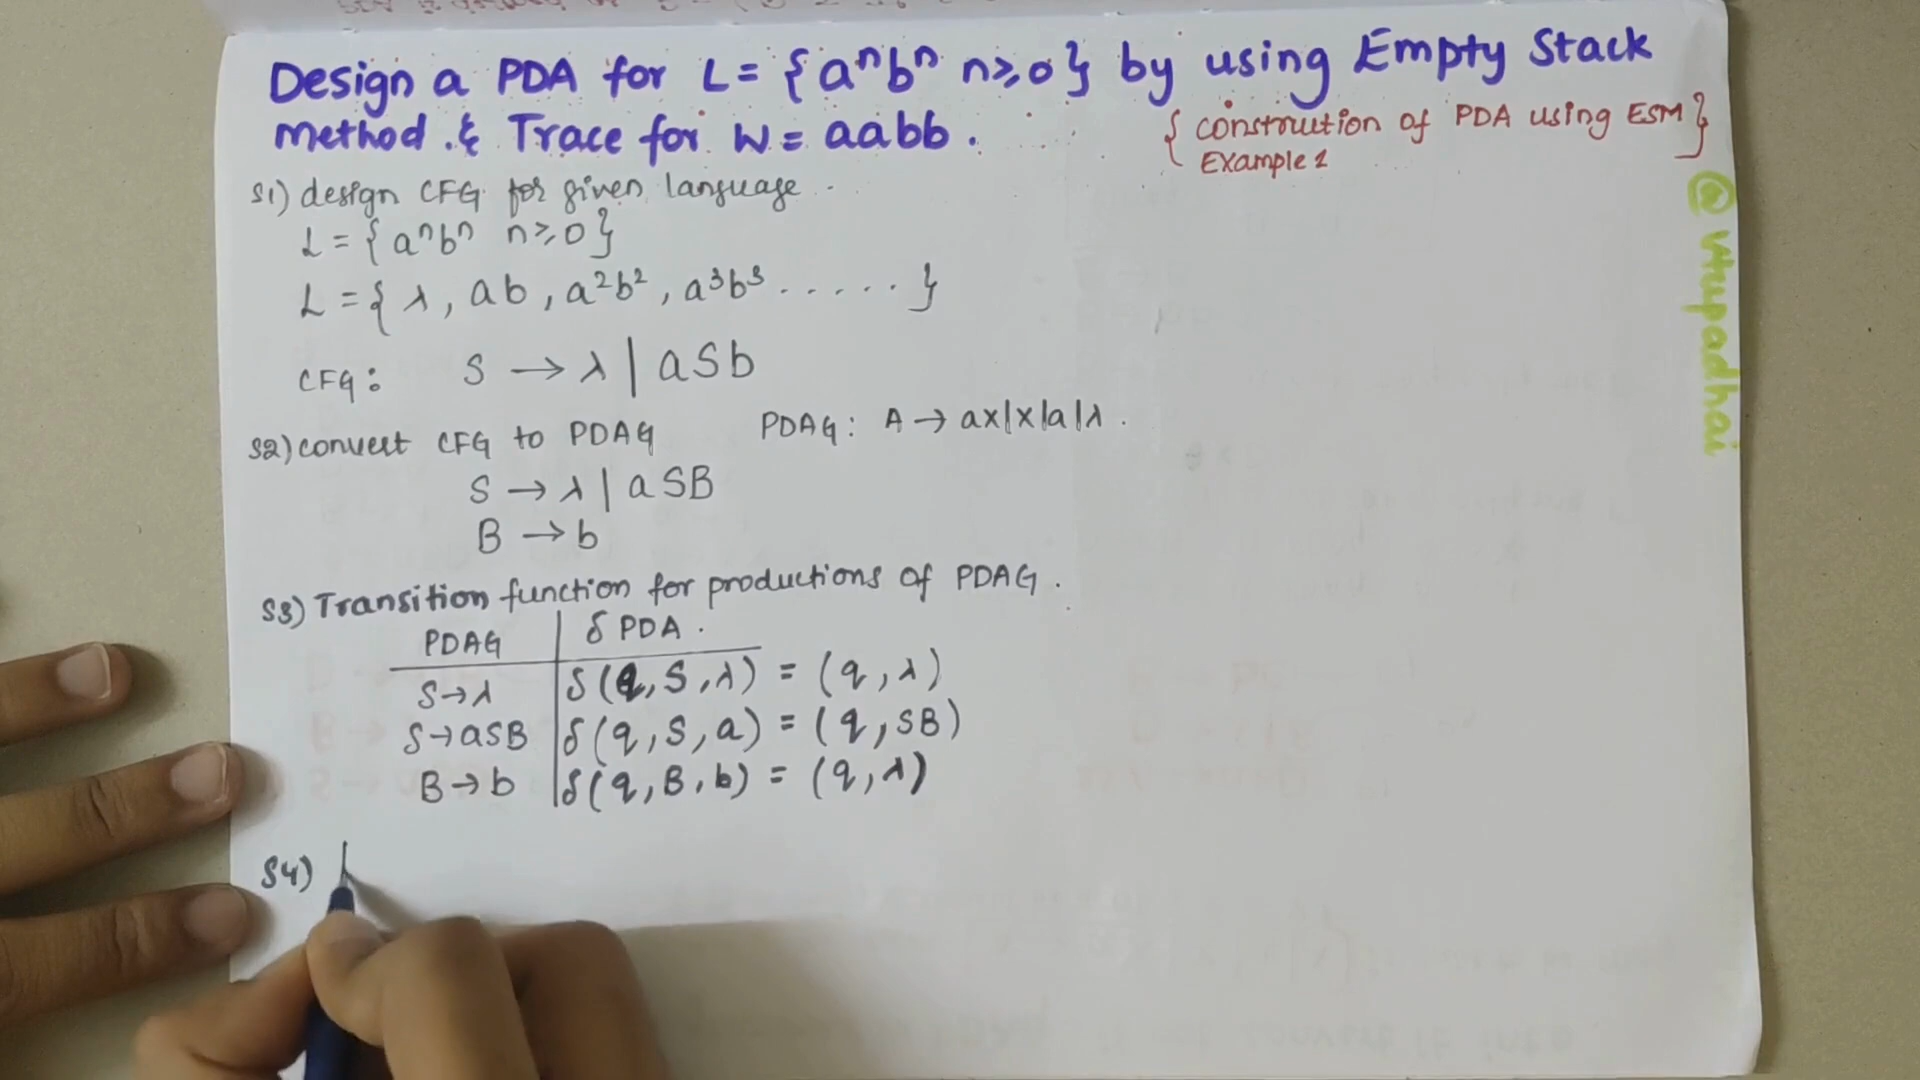 Design a PDA for L = {aⁿbⁿ n≥0} by using Empty Stack
method. & Trace for W = aabb.
{ construction of PDA using ESM }
Example 1
S1) design CFG for given language.
L = {aⁿbⁿ n≥0}
L = {λ, ab, a²b², a³b³ ..... }
CFG: S → λ | aSb
S2) convert CFG to PDAG PDAG: A → ax|x|a|λ.
S → λ | aSB
B → b
S3) Transition function for productions of PDAG.
PDAG | δ PDA.
S→λ | δ(q,S,λ) = (q,λ)
S→aSB | δ(q,S,a) = (q,SB)
B→b | δ(q,B,b) = (q,λ)
S4)
@vtupadhai